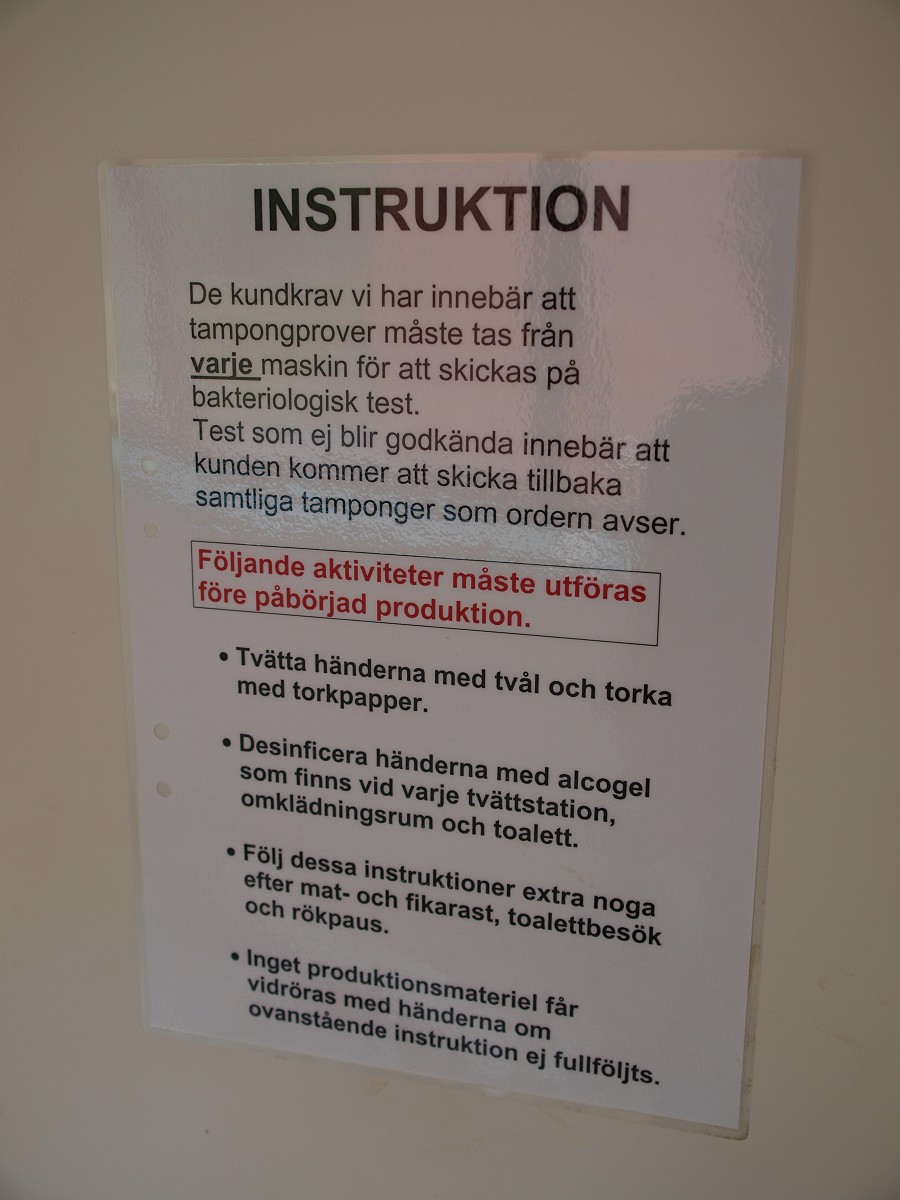 INSTRUKTION
De kundkrav vi har innebär att
tampongprover måste tas från
varje maskin för att skickas på
bakteriologisk test.
Test som ej blir godkända innebär att
kunden kommer att skicka tillbaka
samtliga tamponger som ordern avser.
Följande aktiviteter måste utföras
före påbörjad produktion.
• Tvätta händerna med tvål och torka
med torkpapper.
• Desinficera händerna med alcogel
som finns vid varje tvättstation,
omklädningsrum och toalett.
• Följ dessa instruktioner extra noga
efter mat- och fikarast, toalettbesök
och rökpaus.
• Inget produktionsmateriel får
vidröras med händerna om
ovanstående instruktion ej fullföljts.